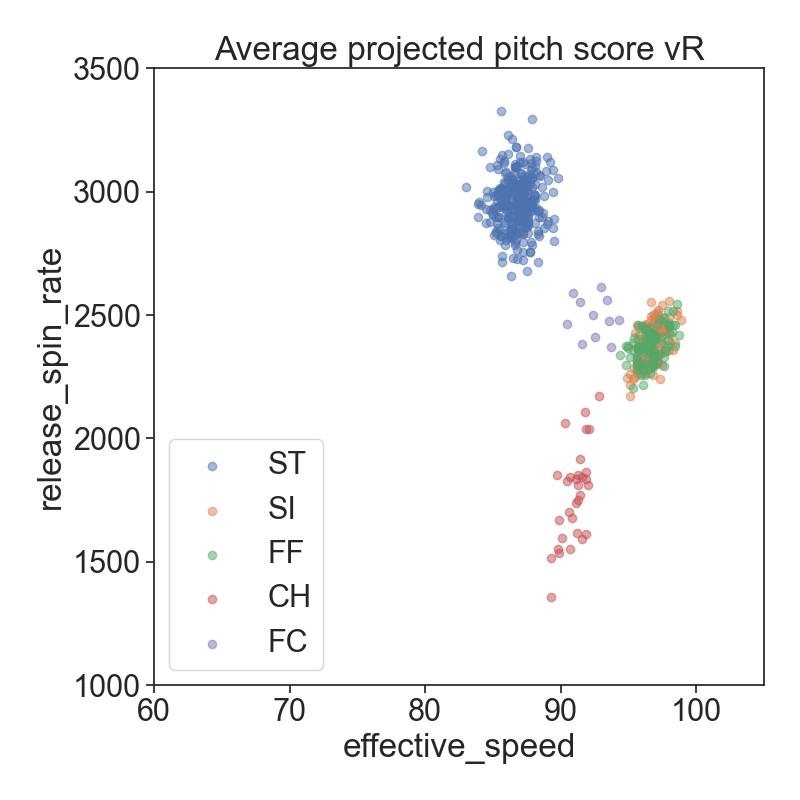 Average projected pitch score vR
3500
3000
2500
2000
1500
1000
release_spin_rate
ST
SI
FF
CH
FC
60 70 80 90 100
effective_speed